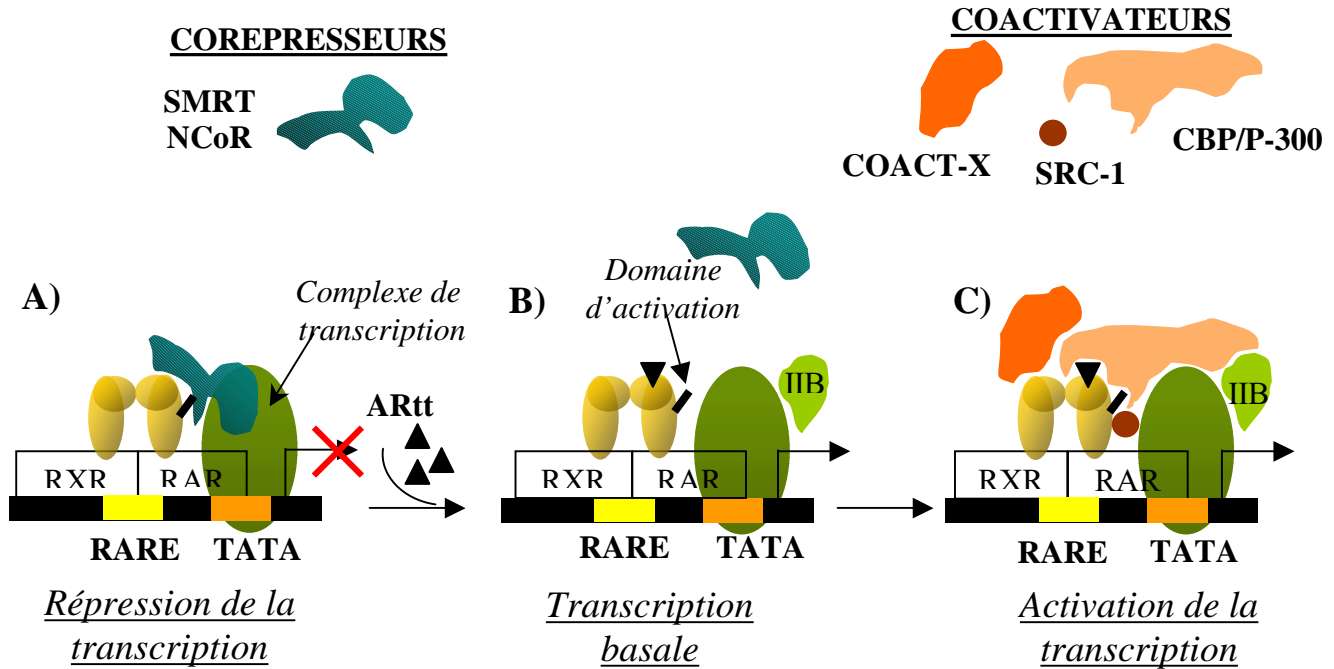 COREPRESSEURS
SMRT
NCoR
COACTIVATEURS
COACT-X
SRC-1
CBP/P-300
A)
Complexe de
transcription
RXR
RAR
RARE
TATA
Répression de la
transcription
ARtt
B)
Domaine
d’activation
IIB
RXR
RAR
RARE
TATA
Transcription
basale
C)
IIB
RXR
RAR
RARE
TATA
Activation de la
transcription